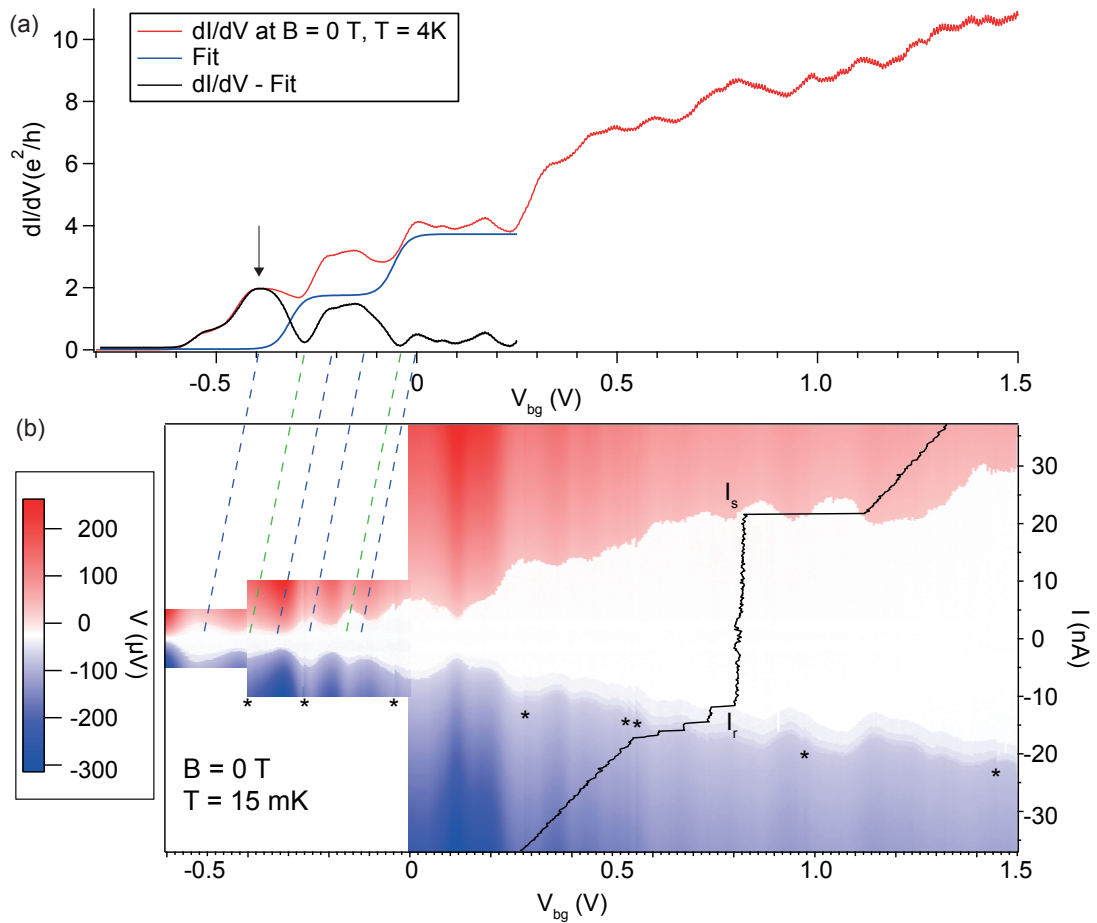 (a)
dI/dV at B = 0 T, T = 4K
Fit
dI/dV - Fit
dI/dV (e²/h)
10
8
6
4
2
0
-0.5
0
0.5
1.0
1.5
V_bg (V)
(b)
V (µV)
200
100
0
-100
-200
-300
I_s
I_r
* * * * ** * *
B = 0 T
T = 15 mK
I (nA)
30
20
10
0
-10
-20
-30
-0.5
0
0.5
1.0
1.5
V_bg (V)